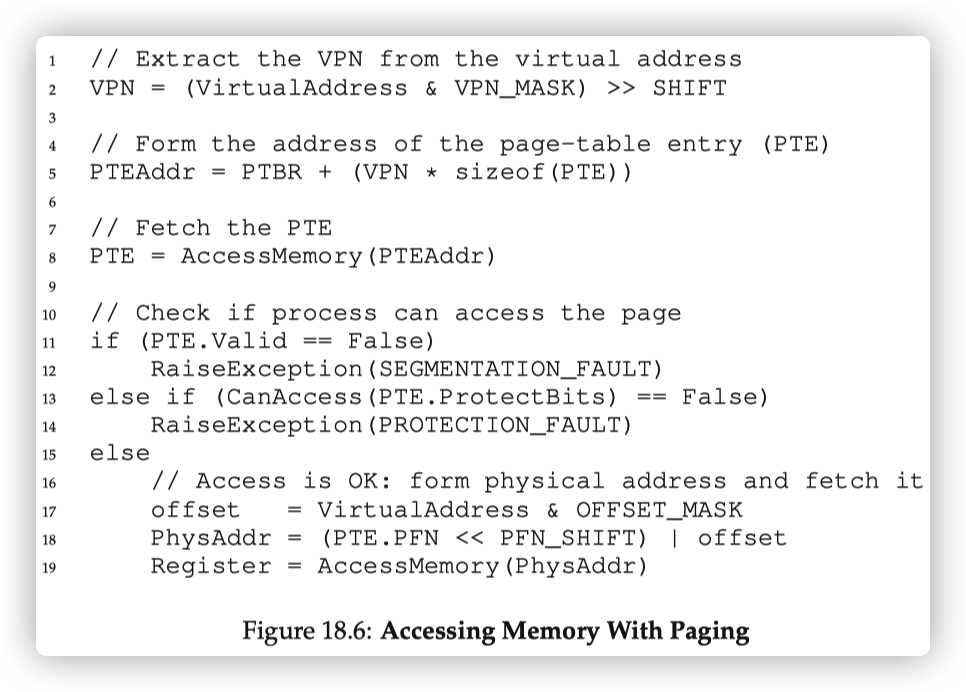 1 // Extract the VPN from the virtual address
2 VPN = (VirtualAddress & VPN_MASK) >> SHIFT
3
4 // Form the address of the page-table entry (PTE)
5 PTEAddr = PTBR + (VPN * sizeof(PTE))
6
7 // Fetch the PTE
8 PTE = AccessMemory(PTEAddr)
9
10 // Check if process can access the page
11 if (PTE.Valid == False)
12     RaiseException(SEGMENTATION_FAULT)
13 else if (CanAccess(PTE.ProtectBits) == False)
14     RaiseException(PROTECTION_FAULT)
15 else
16     // Access is OK: form physical address and fetch it
17     offset   = VirtualAddress & OFFSET_MASK
18     PhysAddr = (PTE.PFN << PFN_SHIFT) | offset
19     Register = AccessMemory(PhysAddr)
Figure 18.6: Accessing Memory With Paging